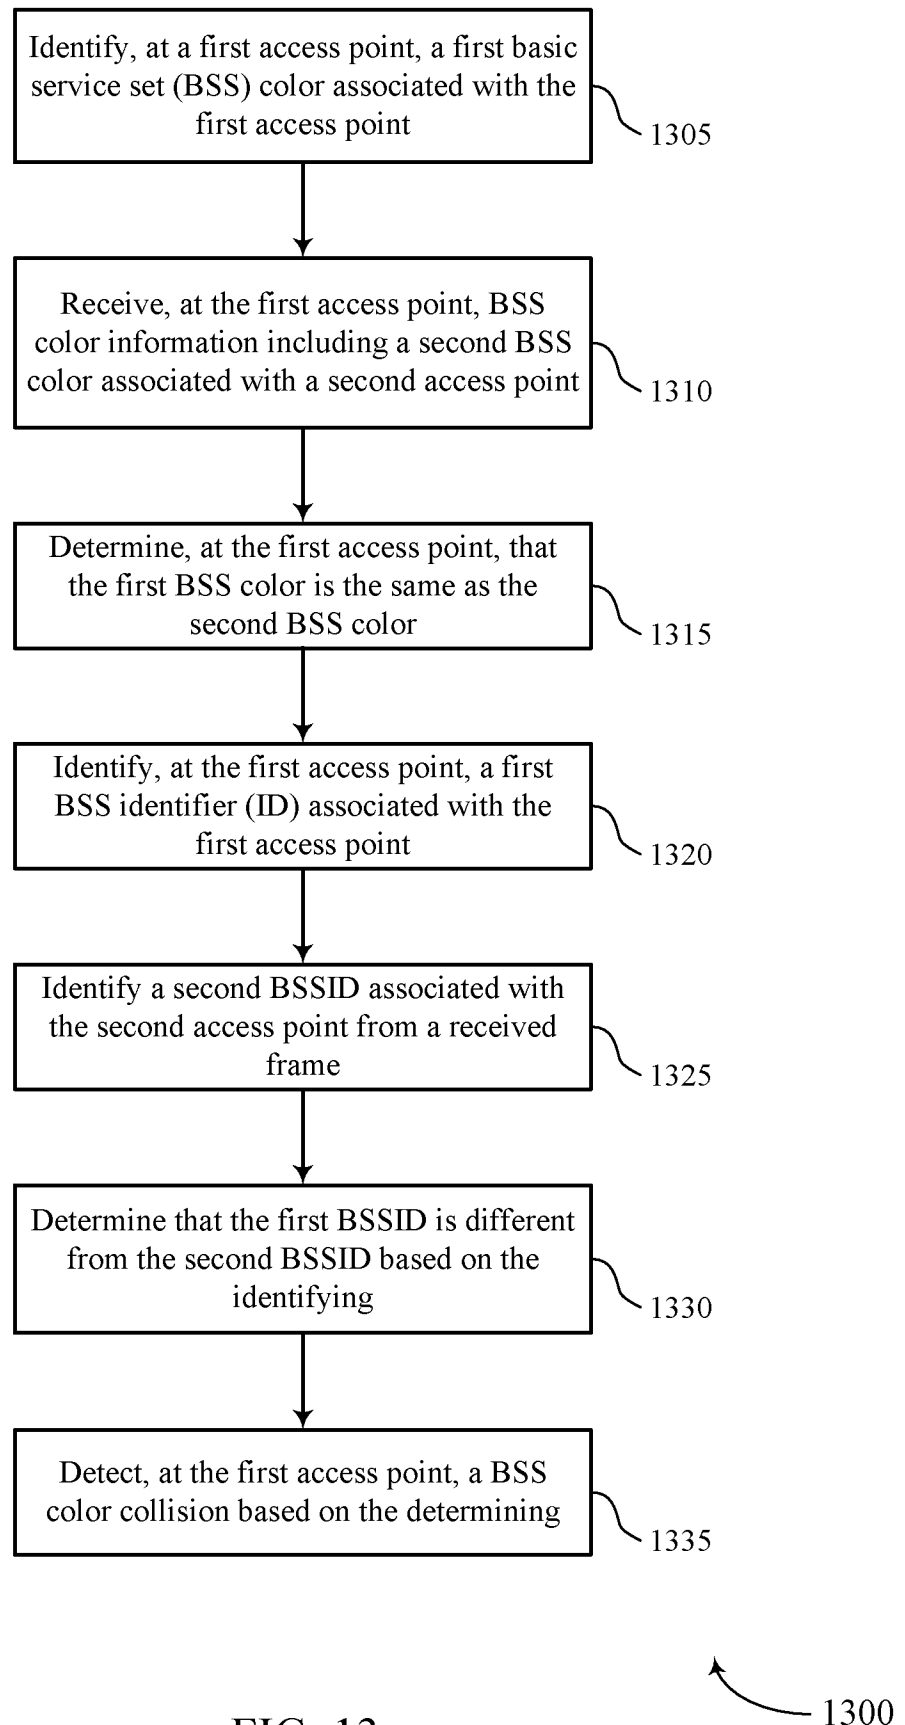 Identify, at a first access point, a first basic
service set (BSS) color associated with the
first access point
1305
Receive, at the first access point, BSS
color information including a second BSS
color associated with a second access point
1310
Determine, at the first access point, that
the first BSS color is the same as the
second BSS color
1315
Identify, at the first access point, a first
BSS identifier (ID) associated with the
first access point
1320
Identify a second BSSID associated with
the second access point from a received
frame
1325
Determine that the first BSSID is different
from the second BSSID based on the
identifying
1330
Detect, at the first access point, a BSS
color collision based on the determining
1335
1300
FIG. 13